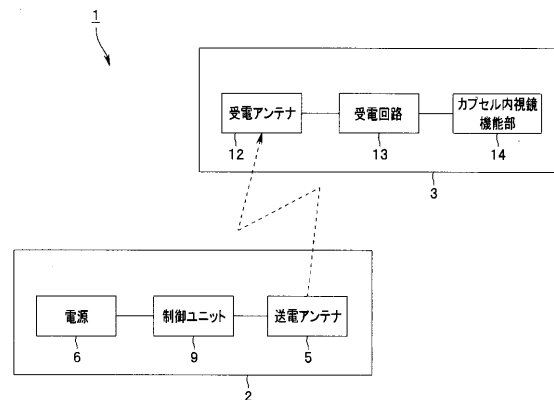 1
受電アンテナ
受電回路
カプセル内視鏡
機能部
12
13
14
3
電源
制御ユニット
送電アンテナ
6
9
5
2